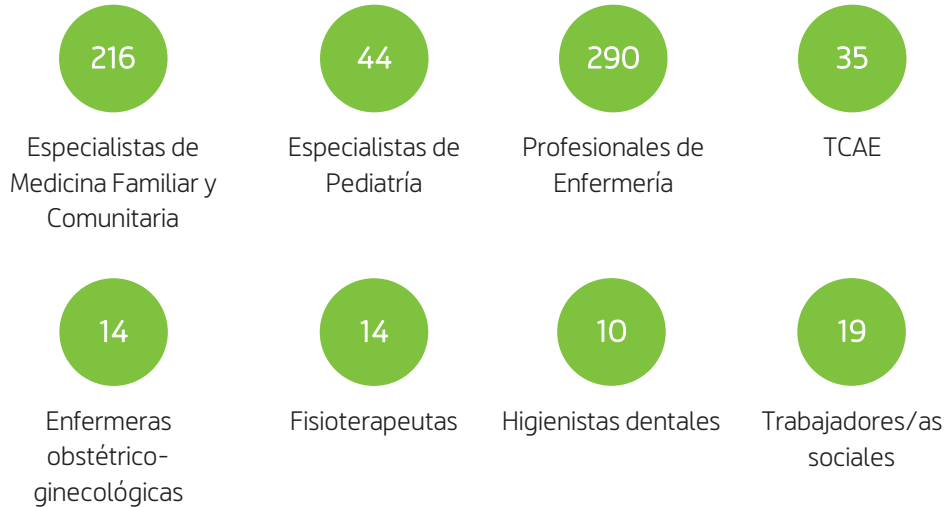 216
Especialistas de
Medicina Familiar y
Comunitaria
44
Especialistas de
Pediatría
290
Profesionales de
Enfermería
35
TCAE
14
Enfermeras
obstétrico-
ginecológicas
14
Fisioterapeutas
10
Higienistas dentales
19
Trabajadores/as
sociales